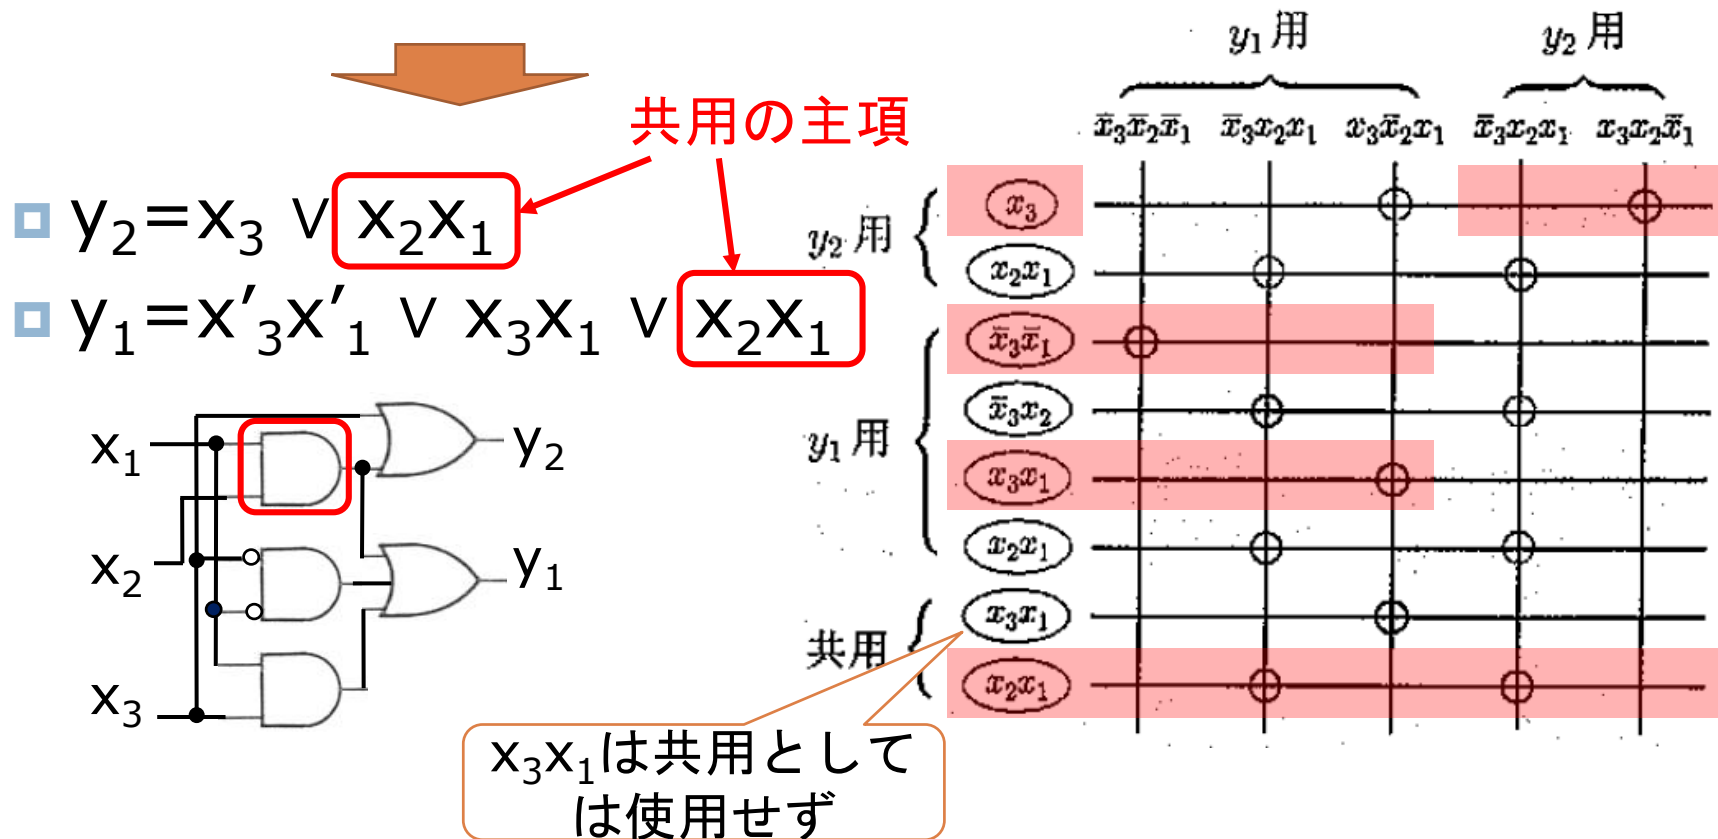 共用の主項
y₂=x₃ ∨ x₂x₁
y₁=x′₃x′₁ ∨ x₃x₁ ∨ x₂x₁
x₁
x₂
x₃
y₂
y₁
y₁用 y₂用
x̄₃x̄₂x̄₁ x̄₃x₂x₁ x₃x̄₂x₁ x̄₃x₂x₁ x₃x₂x̄₁
y₂用
x₃
x₂x₁
y₁用
x̄₃x̄₁
x̄₃x₂
x₃x₁
x₂x₁
共用
x₃x₁
x₂x₁
x₃x₁は共用として
は使用せず